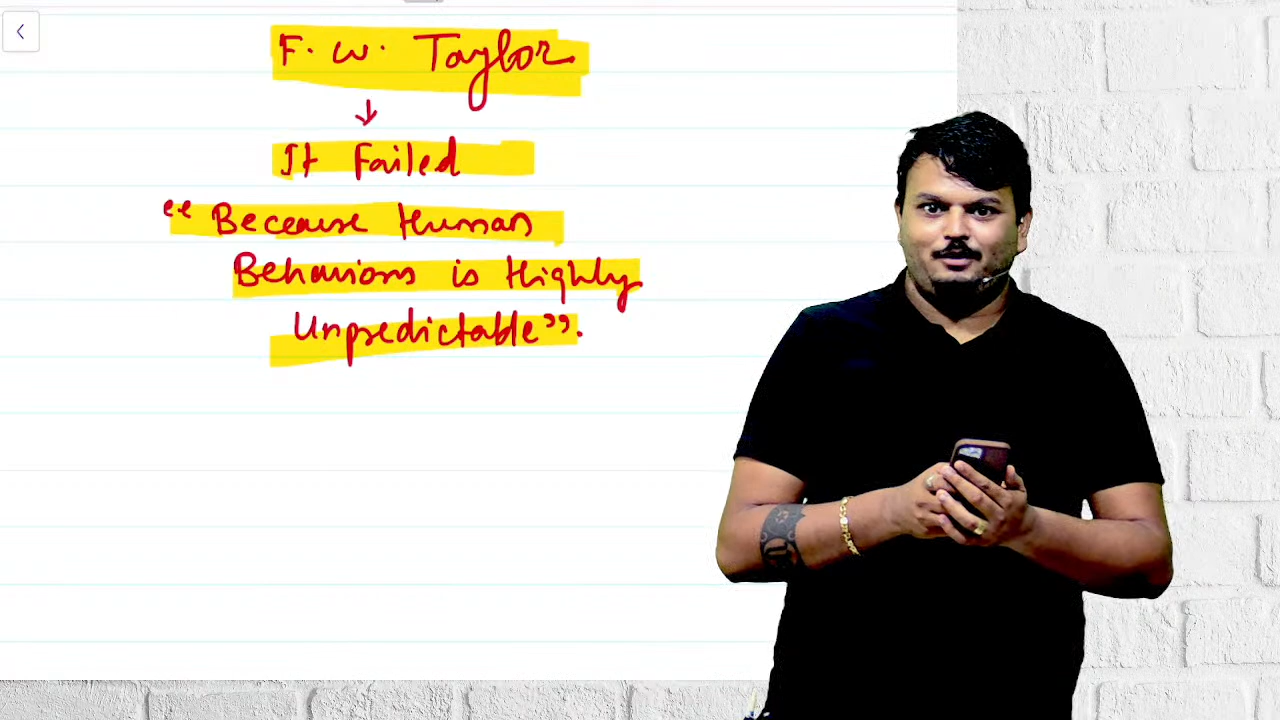 F. W. Taylor
↓
It Failed
“Because Human
Behaviors is Highly
Unpredictable”.